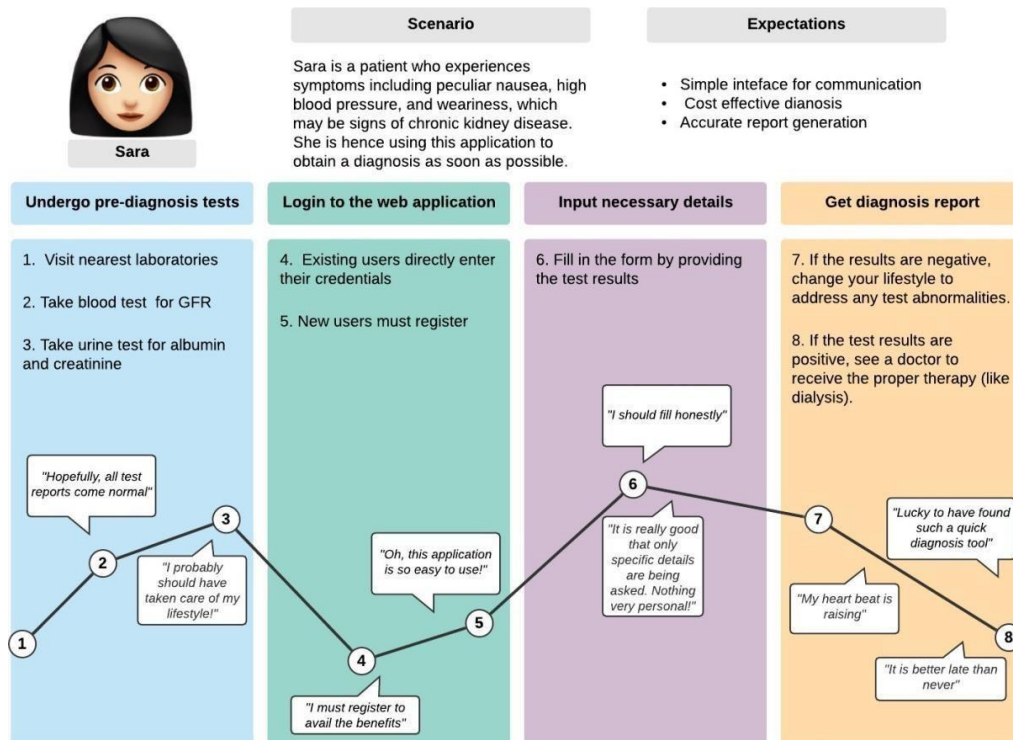 Scenario
Expectations
Sara is a patient who experiences
symptoms including peculiar nausea, high
blood pressure, and weariness, which
may be signs of chronic kidney disease.
She is hence using this application to
obtain a diagnosis as soon as possible.
• Simple inteface for communication
• Cost effective dianosis
• Accurate report generation
Sara
Undergo pre-diagnosis tests
Login to the web application
Input necessary details
Get diagnosis report
1. Visit nearest laboratories
2. Take blood test for GFR
3. Take urine test for albumin
and creatinine
4. Existing users directly enter
their credentials
5. New users must register
6. Fill in the form by providing
the test results
7. If the results are negative,
change your lifestyle to
address any test abnormalities.
8. If the test results are
positive, see a doctor to
receive the proper therapy (like
dialysis).
"Hopefully, all test
reports come normal"
"I probably
should have
taken care of my
lifestyle!"
"I must register to
avail the benefits"
"Oh, this application
is so easy to use!"
"I should fill honestly"
"It is really good
that only
specific details
are being
asked. Nothing
very personal!"
"My heart beat is
raising"
"Lucky to have found
such a quick
diagnosis tool"
"It is better late than
never"
1
2
3
4
5
6
7
8